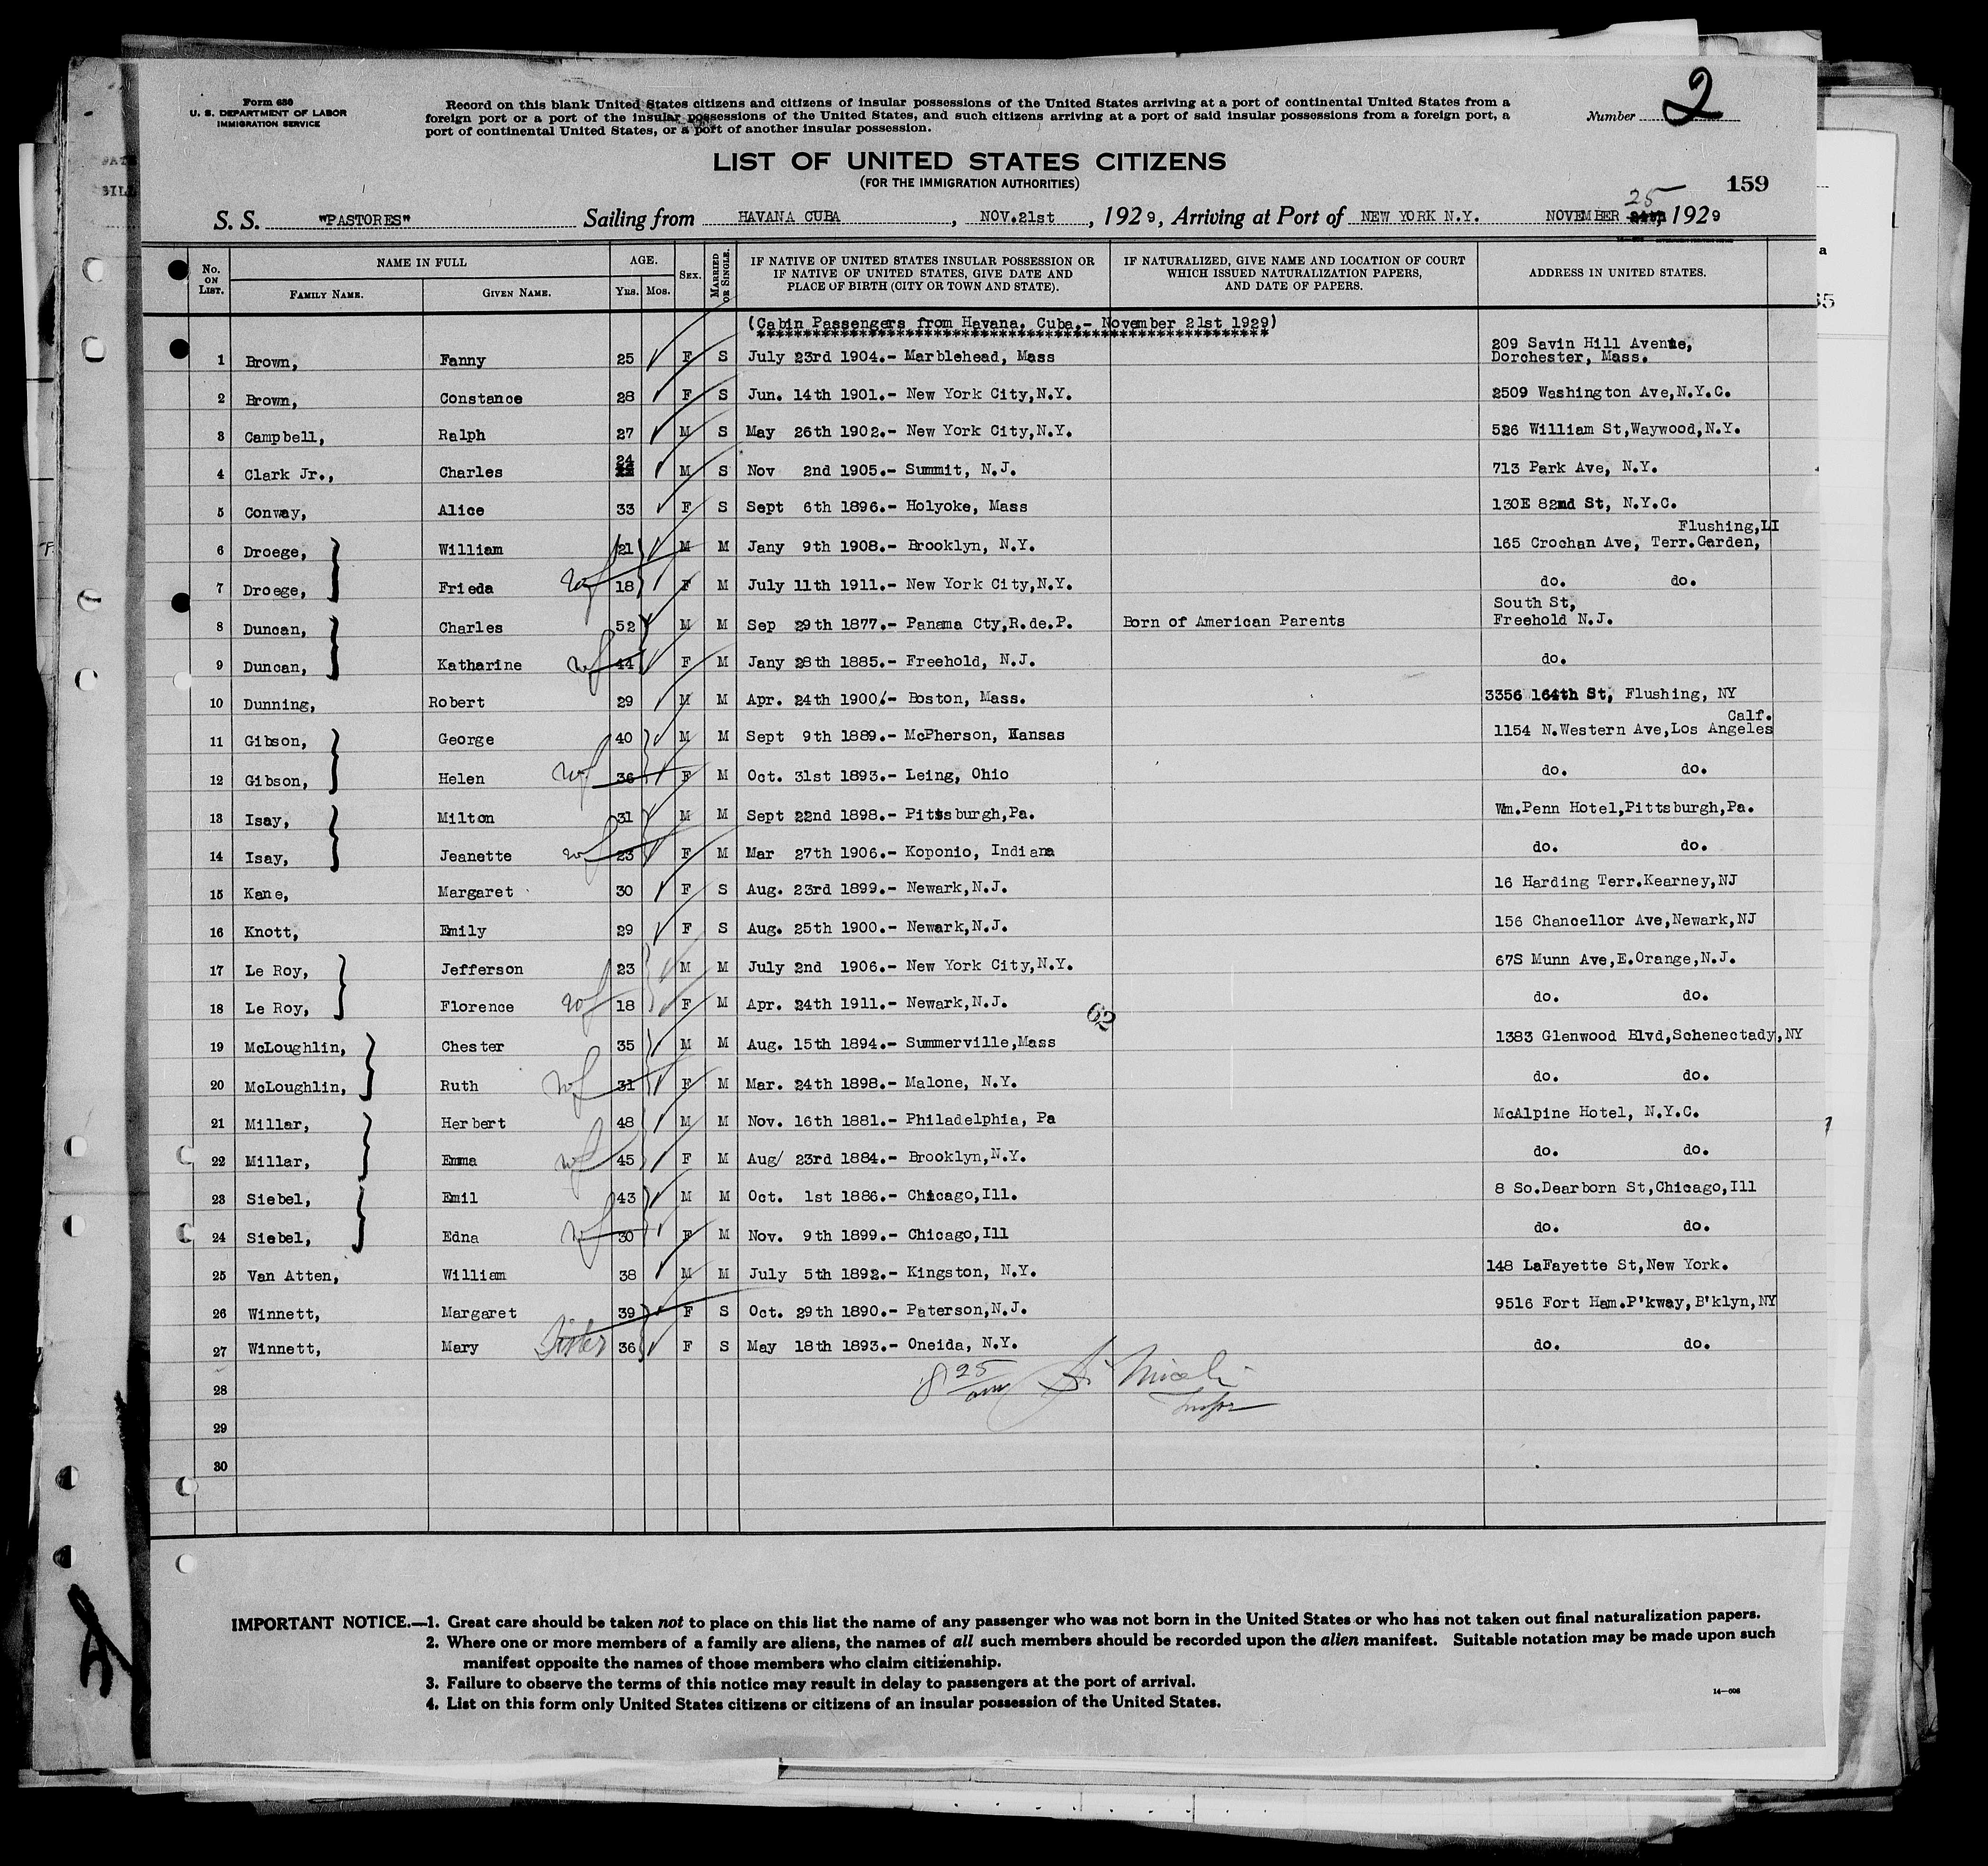 Form 630
U. S. DEPARTMENT OF LABOR
IMMIGRATION SERVICE
Record on this blank United States citizens and citizens of insular possessions of the United States arriving at a port of continental United States from a
foreign port or a port of the insular possessions of the United States, and such citizens arriving at a port of said insular possessions from a foreign port, a
port of continental United States, or a port of another insular possession.
Number 2
LIST OF UNITED STATES CITIZENS
(FOR THE IMMIGRATION AUTHORITIES)
159
25
S. S. "PASTORES" Sailing from HAVANA CUBA, NOV.21st, 1929, Arriving at Port of NEW YORK N.Y. NOVEMBER 1929
No. ON LIST. NAME IN FULL FAMILY NAME. GIVEN NAME. AGE. YRS. MOS. SEX. MARRIED OR SINGLE. IF NATIVE OF UNITED STATES INSULAR POSSESSION OR IF NATIVE OF UNITED STATES, GIVE DATE AND PLACE OF BIRTH (CITY OR TOWN AND STATE). IF NATURALIZED, GIVE NAME AND LOCATION OF COURT WHICH ISSUED NATURALIZATION PAPERS, AND DATE OF PAPERS. ADDRESS IN UNITED STATES.
(Cabin Passengers from Havana, Cuba.- November 21st 1929)
1 Brown, Fanny 25 F S July 23rd 1904.- Marblehead, Mass 209 Savin Hill Avenue, Dorchester, Mass.
2 Brown, Constance 28 F S Jun. 14th 1901.- New York City,N.Y. 2509 Washington Ave,N.Y.C.
3 Campbell, Ralph 27 M S May 26th 1902.- New York City,N.Y. 526 William St,Waywood,N.Y.
4 Clark Jr., Charles 24 M S Nov 2nd 1905.- Summit, N.J. 713 Park Ave, N.Y.
5 Conway, Alice 33 F S Sept 6th 1896.- Holyoke, Mass 130E 82nd St, N.Y.C.
6 Droege, William 21 M M Jany 9th 1908.- Brooklyn, N.Y. 165 Crochan Ave, Terr.Garden, Flushing,LI
7 Droege, Frieda wf 18 F M July 11th 1911.- New York City,N.Y. do. do.
8 Duncan, Charles 52 M M Sep 29th 1877.- Panama Cty,R.de.P. Born of American Parents South St, Freehold N.J.
9 Duncan, Katharine wf 44 F M Jany 28th 1885.- Freehold, N.J. do.
10 Dunning, Robert 29 M M Apr. 24th 1900/- Boston, Mass. 3356 164th St, Flushing, NY
11 Gibson, George 40 M M Sept 9th 1889.- McPherson, Kansas 1154 N.Western Ave,Los Angeles Calf.
12 Gibson, Helen wf 36 F M Oct. 31st 1893.- Leing, Ohio do. do.
13 Isay, Milton 31 M M Sept 22nd 1898.- Pittsburgh,Pa. Wm.Penn Hotel,Pittsburgh,Pa.
14 Isay, Jeanette wf 23 F M Mar 27th 1906.- Koponio, Indiana do. do.
15 Kane, Margaret 30 F S Aug. 23rd 1899.- Newark,N.J. 16 Harding Terr.Kearney,NJ
16 Knott, Emily 29 F S Aug. 25th 1900.- Newark,N.J. 156 Chancellor Ave,Newark,NJ
17 Le Roy, Jefferson 23 M M July 2nd 1906.- New York City,N.Y. 67S Munn Ave,E.Orange,N.J.
18 Le Roy, Florence wf 18 F M Apr. 24th 1911.- Newark,N.J. do. do.
62
19 McLoughlin, Chester 35 M M Aug. 15th 1894.- Summerville,Mass 1383 Glenwood Blvd,Schenectady,NY
20 McLoughlin, Ruth wf 31 F M Mar. 24th 1898.- Malone, N.Y. do. do.
21 Millar, Herbert 48 M M Nov. 16th 1881.- Philadelphia, Pa McAlpine Hotel, N.Y.C.
22 Millar, Emma wf 45 F M Aug/ 23rd 1884.- Brooklyn,N.Y. do. do.
23 Siebel, Emil 43 M M Oct. 1st 1886.- Chicago,Ill. 8 So.Dearborn St,Chicago,Ill
24 Siebel, Edna wf 30 F M Nov. 9th 1899.- Chicago,Ill do. do.
25 Van Atten, William 38 M M July 5th 1892.- Kingston, N.Y. 148 LaFayette St,New York.
26 Winnett, Margaret 39 F S Oct. 29th 1890.- Paterson,N.J. 9516 Fort Ham.P'kway,B'klyn,NY
27 Winnett, Mary Sister 36 F S May 18th 1893.- Oneida, N.Y. do. do.
8 25 am
28
29
30
IMPORTANT NOTICE.—1. Great care should be taken not to place on this list the name of any passenger who was not born in the United States or who has not taken out final naturalization papers.
2. Where one or more members of a family are aliens, the names of all such members should be recorded upon the alien manifest. Suitable notation may be made upon such
manifest opposite the names of those members who claim citizenship.
3. Failure to observe the terms of this notice may result in delay to passengers at the port of arrival.
4. List on this form only United States citizens or citizens of an insular possession of the United States.
14—606